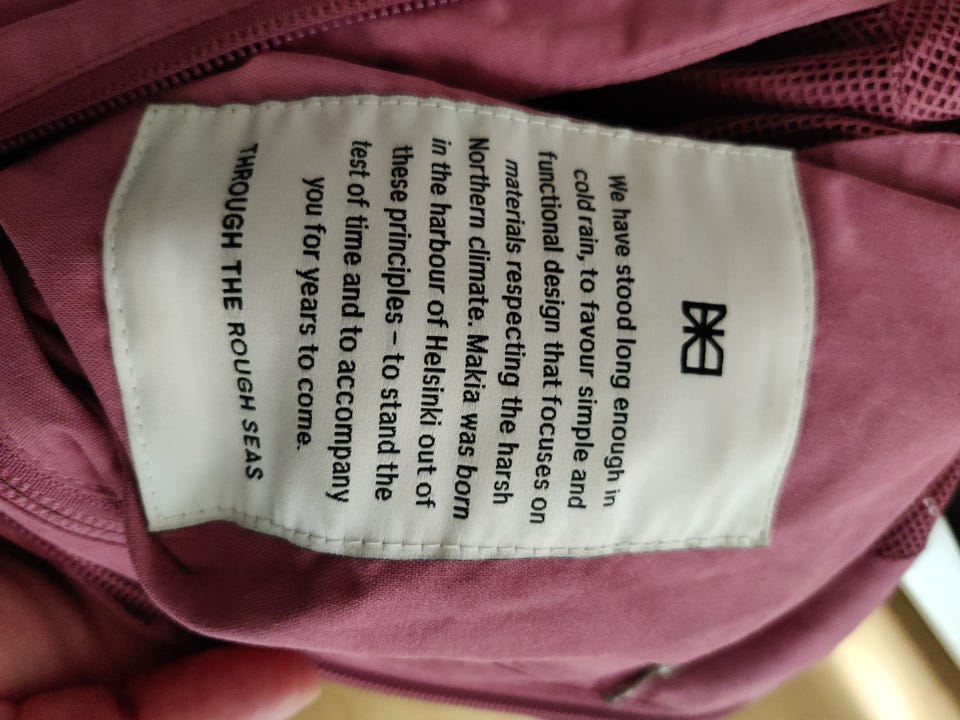 We have stood long enough in
cold rain, to favour simple and
functional design that focuses on
materials respecting the harsh
Northern climate. Makia was born
in the harbour of Helsinki out of
these principles – to stand the
test of time and to accompany
you for years to come.
THROUGH THE ROUGH SEAS